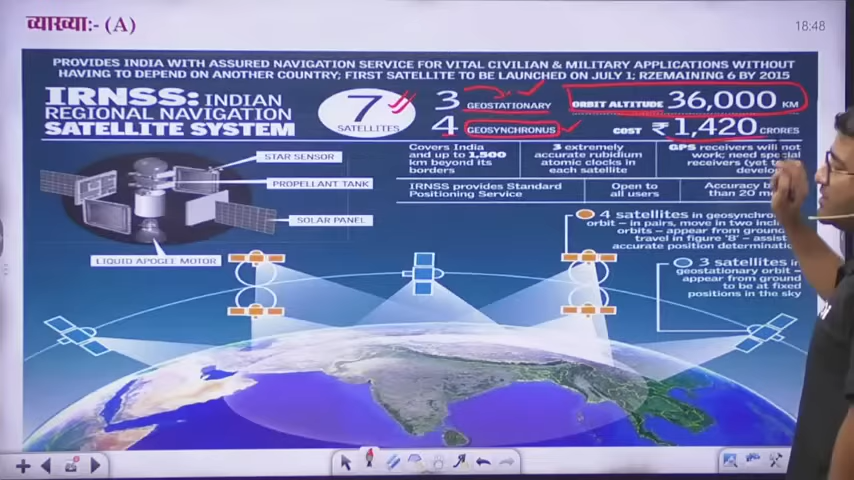 व्याख्याः- (A)
18:48
PROVIDES INDIA WITH ASSURED NAVIGATION SERVICE FOR VITAL CIVILIAN & MILITARY APPLICATIONS WITHOUT
HAVING TO DEPEND ON ANOTHER COUNTRY; FIRST SATELLITE TO BE LAUNCHED ON JULY 1; RZEMAINING 6 BY 2015
IRNSS: INDIAN
REGIONAL NAVIGATION
SATELLITE SYSTEM
7
SATELLITES
3 GEOSTATIONARY
4 GEOSYNCHRONUS
ORBIT ALTITUDE 36,000 KM
COST ₹ 1,420 CRORES
Covers India
and up to 1,500
km beyond its
borders
3 extremely
accurate rubidium
atomic clocks in
each satellite
GPS receivers will not
work; need special
receivers (yet to
develop
IRNSS provides Standard
Positioning Service
Open to
all users
Accuracy
than 20
STAR SENSOR
PROPELLANT TANK
SOLAR PANEL
LIQUID APOGEE MOTOR
4 satellites in geosynchro
orbit – in pairs, move in two
orbits – appear from ground
travel in figure '8' – assist
accurate position determinati
3 satellites in
geostationary orbit –
appear from ground
to be at fixed
positions in the sky